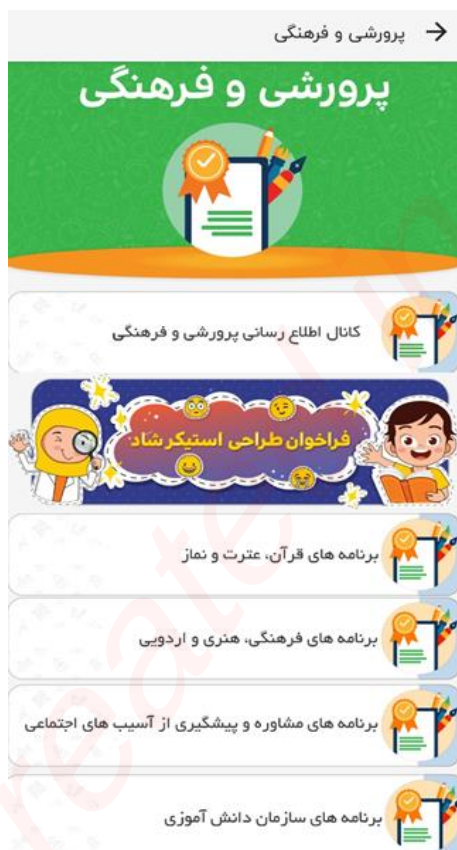 پرورشی و فرهنگی
پرورشی و فرهنگی
کانال اطلاع رسانی پرورشی و فرهنگی
فراخوان طراحی استیکر شاد
برنامه های قرآن، عترت و نماز
برنامه های فرهنگی، هنری و اردویی
برنامه های مشاوره و پیشگیری از آسیب های اجتماعی
برنامه های سازمان دانش آموزی